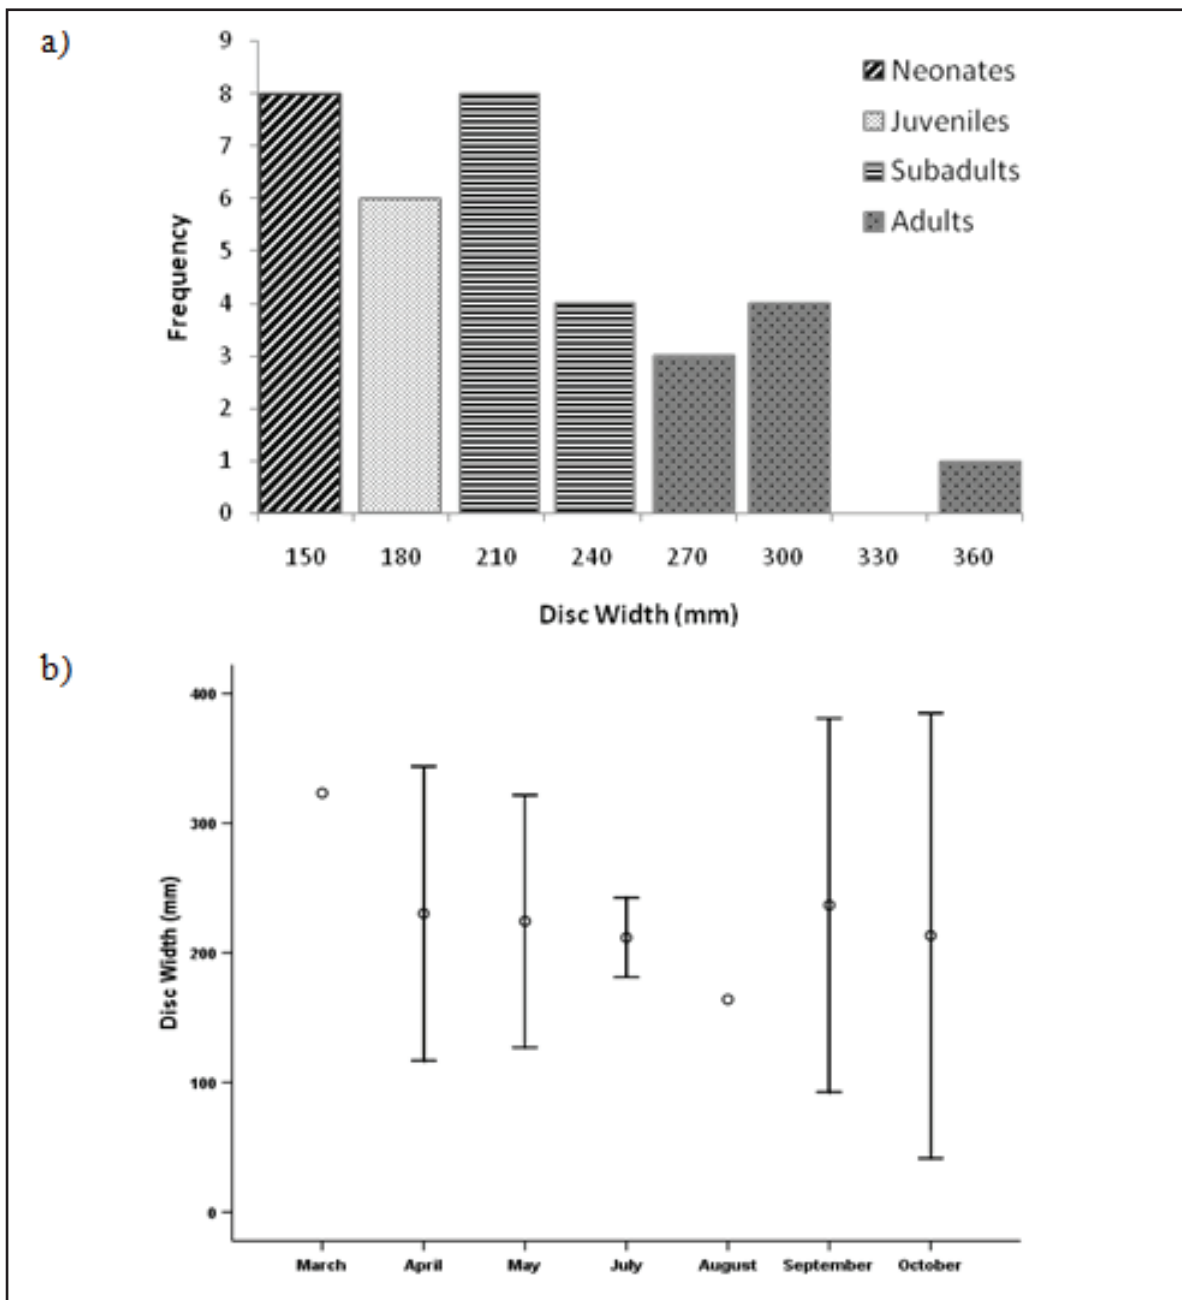 a)
9
8
7
6
5
4
3
2
1
0
Frequency
Neonates
Juveniles
Subadults
Adults
150 180 210 240 270 300 330 360
Disc Width (mm)
b)
400
300
200
100
0
Disc Width (mm)
March April May July August September October